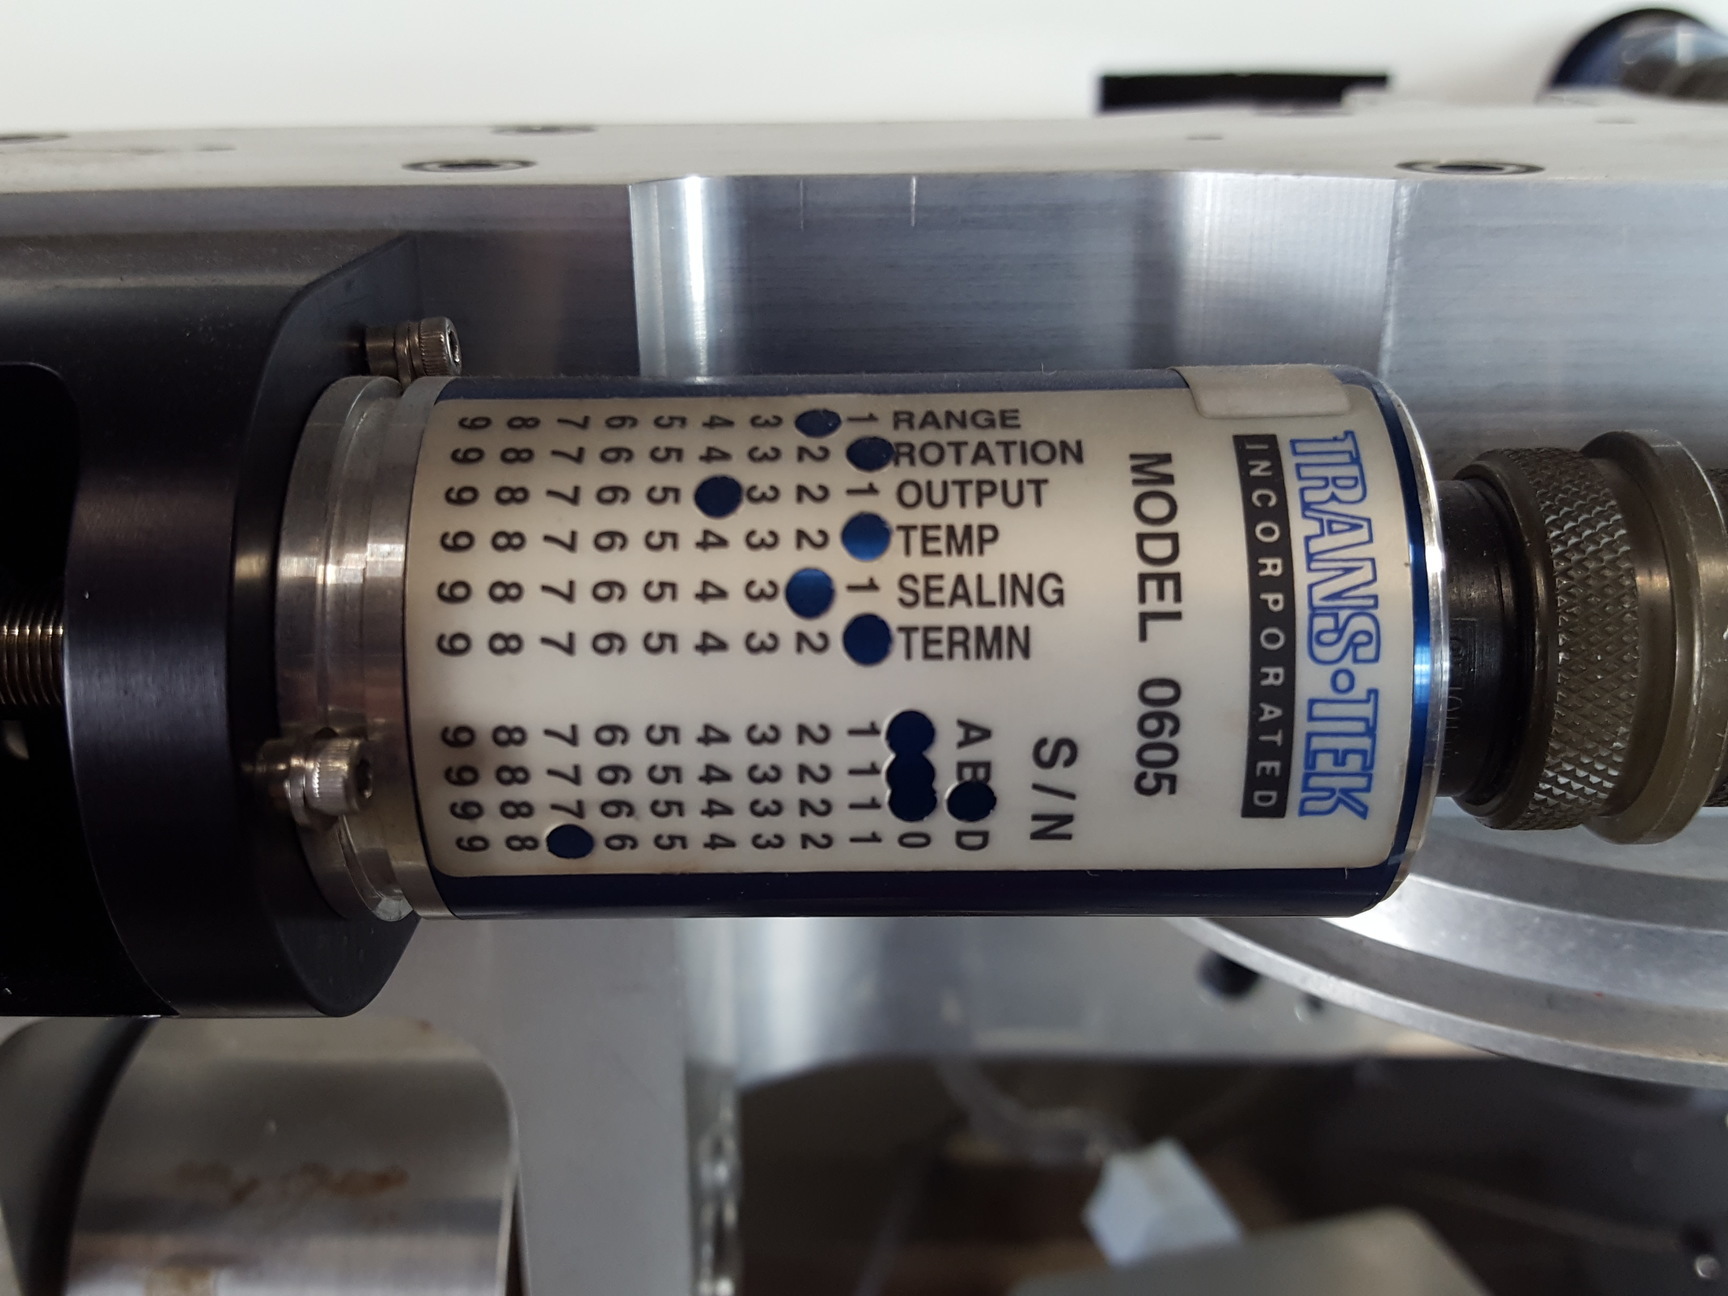 TRANS•TEK
INCORPORATED
MODEL 0605
9 8 7 6 5 4 3 1 RANGE
9 8 7 6 5 4 3 2 ROTATION
9 8 7 6 5 3 2 1 OUTPUT
9 8 7 6 5 4 3 2 TEMP
9 8 7 6 5 4 3 1 SEALING
9 8 7 6 5 4 3 2 TERMN
S/N
A B D
9 8 7 6 5 4 3 2 1
9 8 7 6 5 4 3 2 1
9 8 7 6 5 4 3 2 1
9 8 6 5 4 3 2 1 0